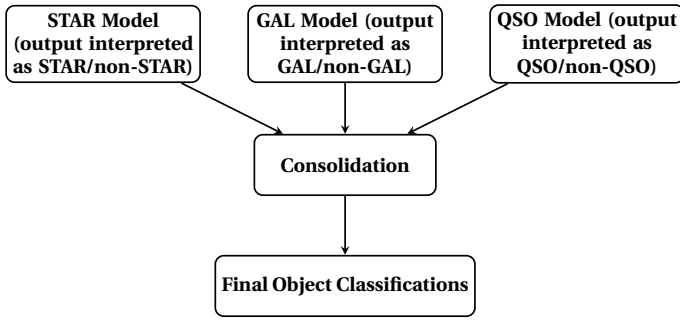 STAR Model
(output interpreted
as STAR/non-STAR)
GAL Model (output
interpreted as
GAL/non-GAL)
QSO Model (output
interpreted as
QSO/non-QSO)
Consolidation
Final Object Classifications